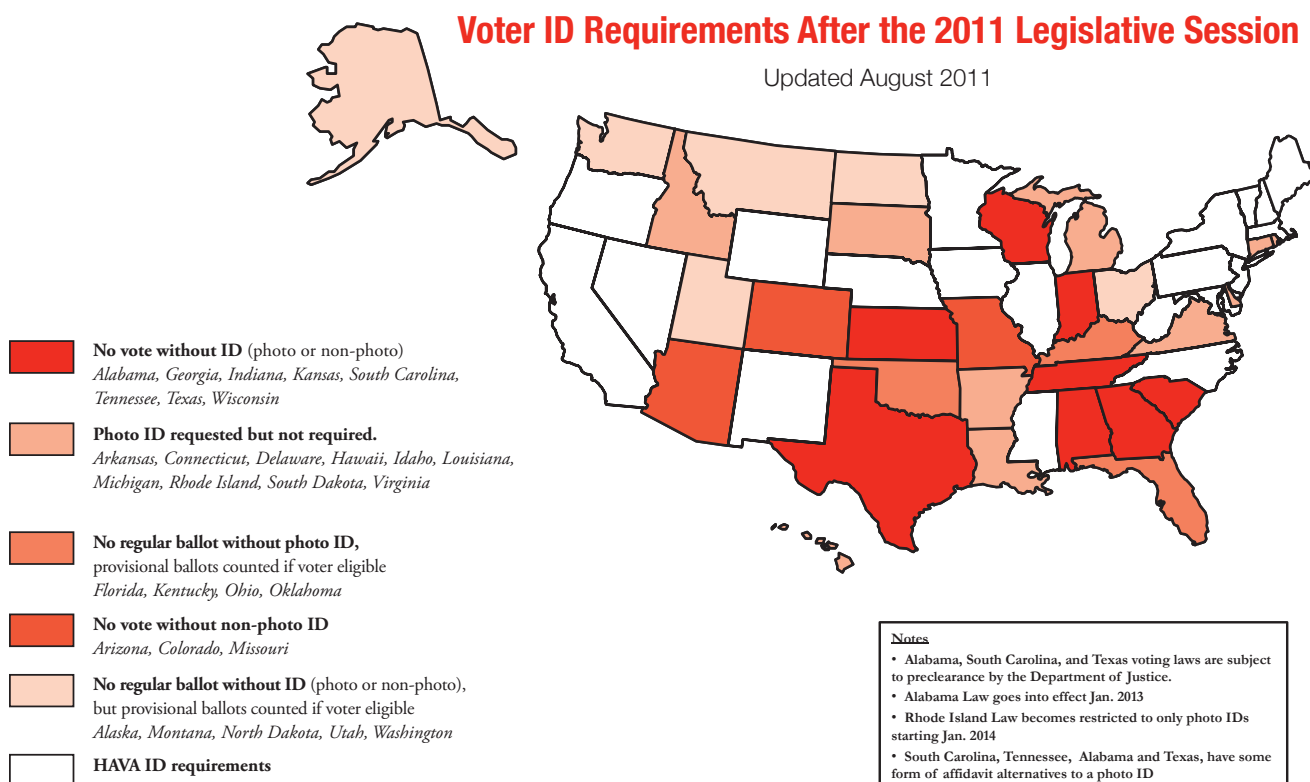 Voter ID Requirements After the 2011 Legislative Session
Updated August 2011
No vote without ID (photo or non-photo)
Alabama, Georgia, Indiana, Kansas, South Carolina,
Tennessee, Texas, Wisconsin
Photo ID requested but not required.
Arkansas, Connecticut, Delaware, Hawaii, Idaho, Louisiana,
Michigan, Rhode Island, South Dakota, Virginia
No regular ballot without photo ID,
provisional ballots counted if voter eligible
Florida, Kentucky, Ohio, Oklahoma
No vote without non-photo ID
Arizona, Colorado, Missouri
No regular ballot without ID (photo or non-photo),
but provisional ballots counted if voter eligible
Alaska, Montana, North Dakota, Utah, Washington
HAVA ID requirements
Notes
• Alabama, South Carolina, and Texas voting laws are subject
to preclearance by the Department of Justice.
• Alabama Law goes into effect Jan. 2013
• Rhode Island Law becomes restricted to only photo IDs
starting Jan. 2014
• South Carolina, Tennessee, Alabama and Texas, have some
form of affidavit alternatives to a photo ID